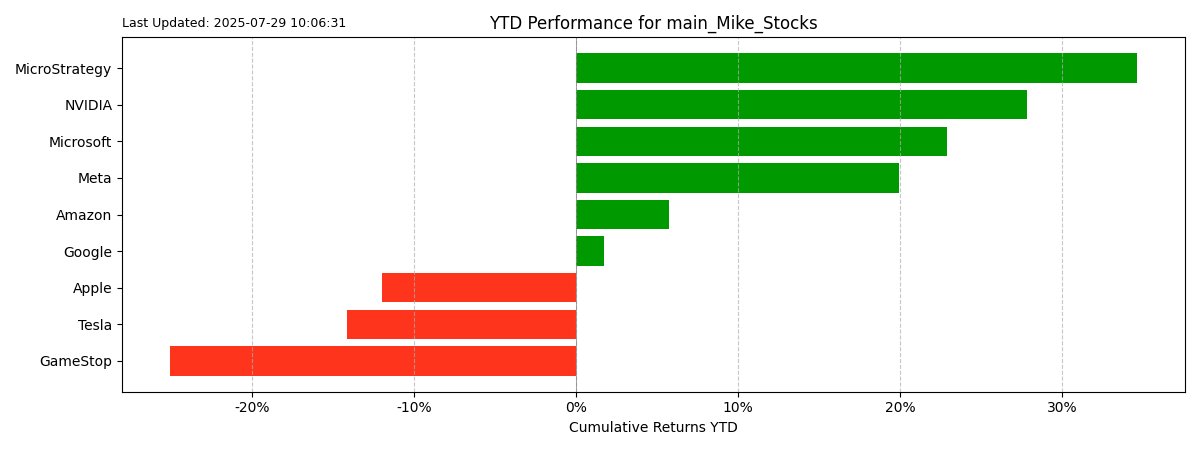 Last Updated: 2025-07-29 10:06:31
YTD Performance for main_Mike_Stocks
MicroStrategy
NVIDIA
Microsoft
Meta
Amazon
Google
Apple
Tesla
GameStop
-20% -10% 0% 10% 20% 30%
Cumulative Returns YTD